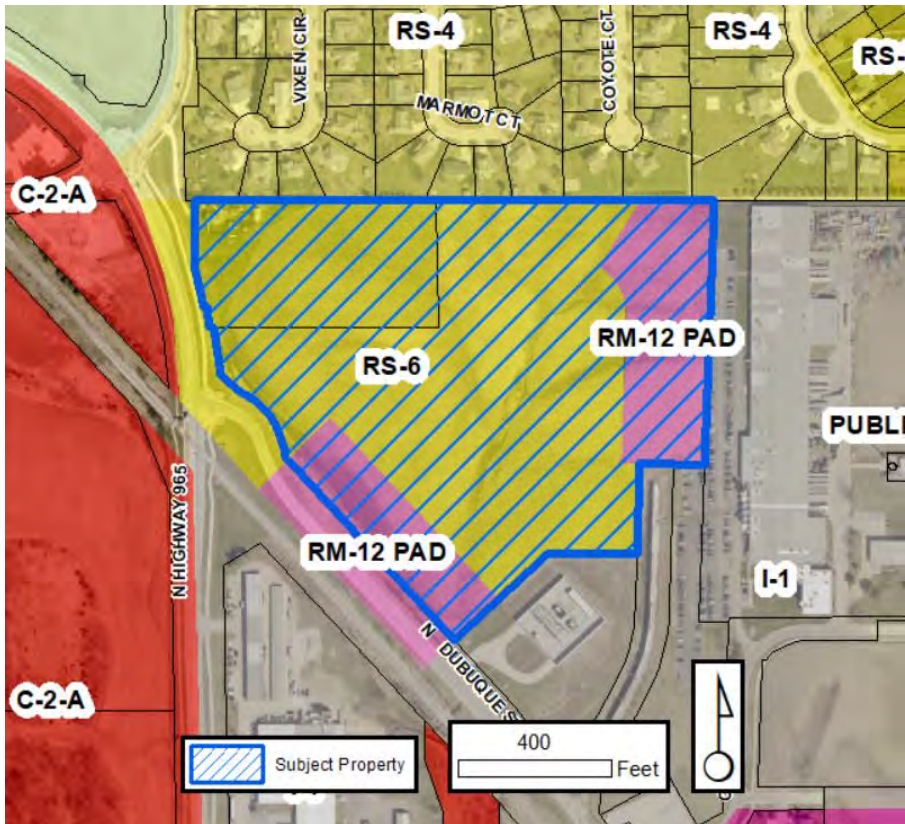 RS-4
RS-4
RS-
VIXEN CIR
COYOTE CT
MARMOT CT
C-2-A
RM-12 PAD
RS-6
PUBLI
N HIGHWAY 965
RM-12 PAD
I-1
N DUBUQUE S
C-2-A
400
Feet
Subject Property